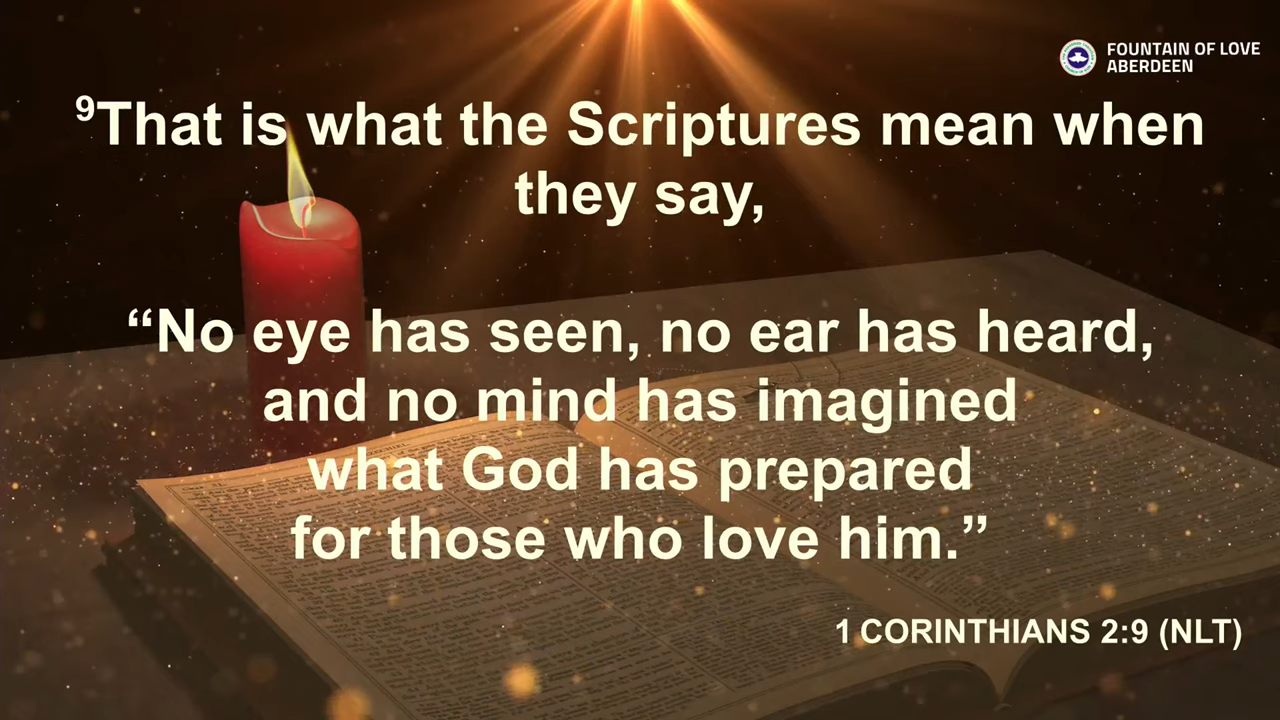 FOUNTAIN OF LOVE
ABERDEEN
⁹That is what the Scriptures mean when
they say,
“No eye has seen, no ear has heard,
and no mind has imagined
what God has prepared
for those who love him.”
1 CORINTHIANS 2:9 (NLT)